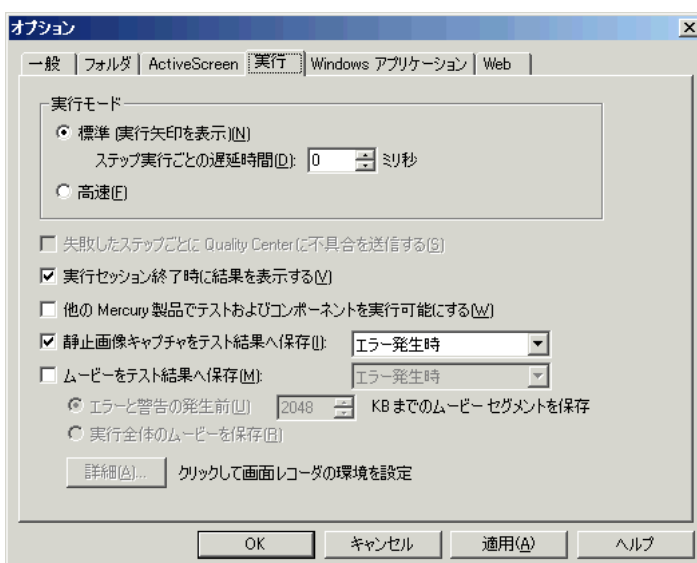 オプション
一般 フォルダ ActiveScreen 実行 Windows アプリケーション Web
実行モード
標準 (実行矢印を表示)(N)
ステップ実行ごとの遅延時間(D): 0 ミリ秒
高速(F)
失敗したステップごとに Quality Centerに不具合を送信する(S)
実行セッション終了時に結果を表示する(V)
他の Mercury 製品でテストおよびコンポーネントを実行可能にする(W)
静止画像キャプチャをテスト結果へ保存(I): エラー発生時
ムービーをテスト結果へ保存(M): エラー発生時
エラーと警告の発生前(U) 2048 KB までのムービー セグメントを保存
実行全体のムービーを保存(R)
詳細(A)... クリックして画面レコーダの環境を設定
OK キャンセル 適用(A) ヘルプ